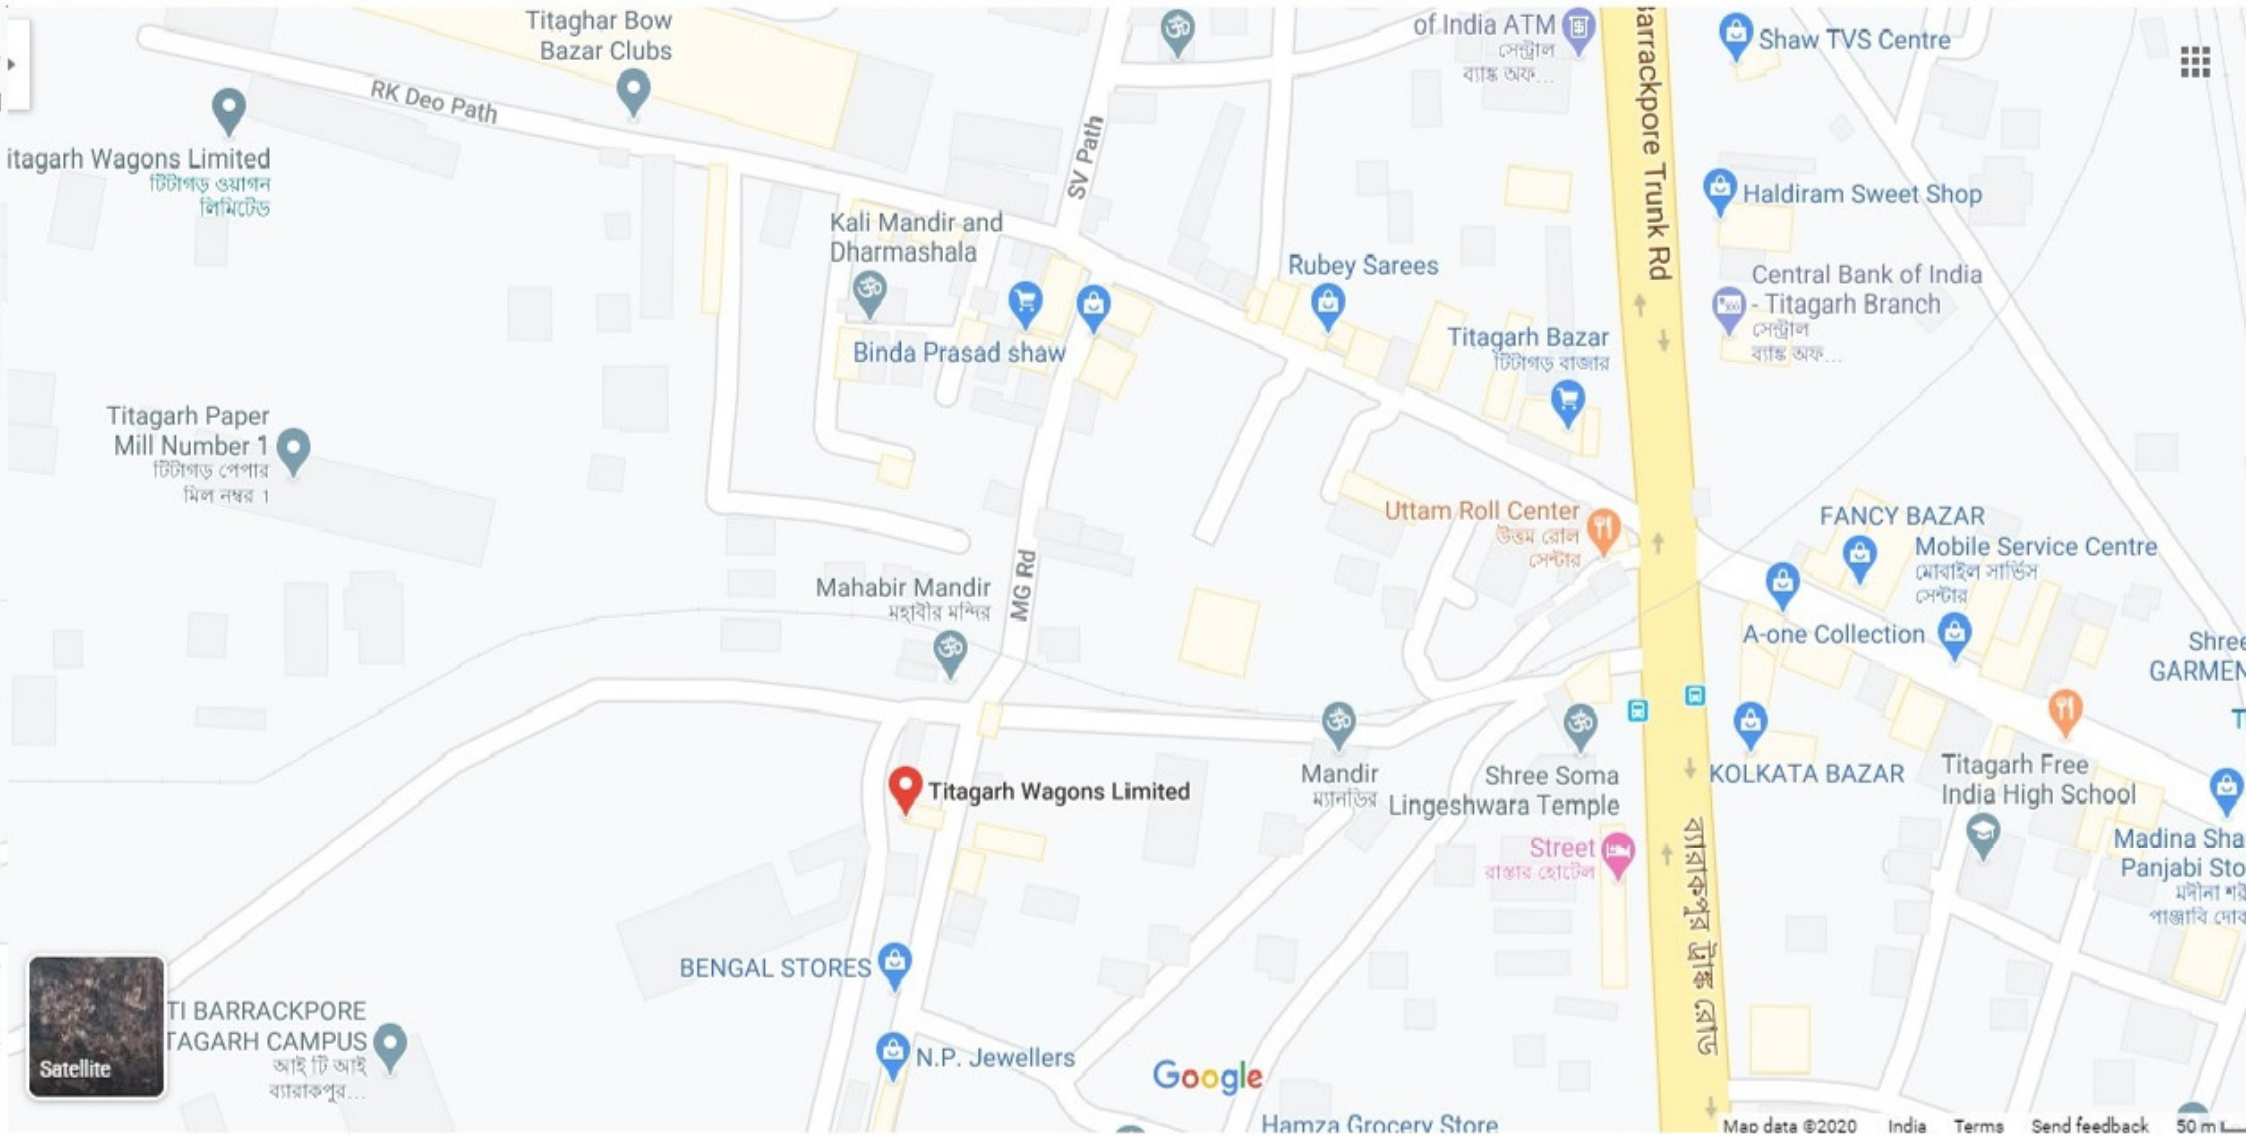 Titaghar Bow
Bazar Clubs
of India ATM
সেন্ট্রাল
ব্যাঙ্ক অফ...
Barrackpore Trunk Rd
Shaw TVS Centre
RK Deo Path
SV Path
itagarh Wagons Limited
টিটাগড় ওয়াগন
লিমিটেড
Haldiram Sweet Shop
Kali Mandir and
Dharmashala
Rubey Sarees
Central Bank of India
- Titagarh Branch
সেন্ট্রাল
ব্যাঙ্ক অফ...
Titagarh Bazar
টিটাগড় বাজার
Binda Prasad shaw
Titagarh Paper
Mill Number 1
টিটাগড় পেপার
মিল নম্বর 1
Uttam Roll Center
উত্তম রোল
সেন্টার
FANCY BAZAR
Mobile Service Centre
মোবাইল সার্ভিস
সেন্টার
MG Rd
Mahabir Mandir
মহাবীর মন্দির
A-one Collection
Shree
GARMEN
T
Mandir
ম্যানডির
Shree Soma
Lingeshwara Temple
KOLKATA BAZAR
Titagarh Free
India High School
Titagarh Wagons Limited
Street
রাস্তার হোটেল
ব্যারাকপুর ট্রাঙ্ক রোড
Madina Sha
Panjabi Sto
মদীনা শর
পাঞ্জাবি দোক
BENGAL STORES
TI BARRACKPORE
TAGARH CAMPUS
আই টি আই
ব্যারাকপুর...
Satellite
N.P. Jewellers
Google
Hamza Grocery Store
Map data ©2020 India Terms Send feedback 50 m